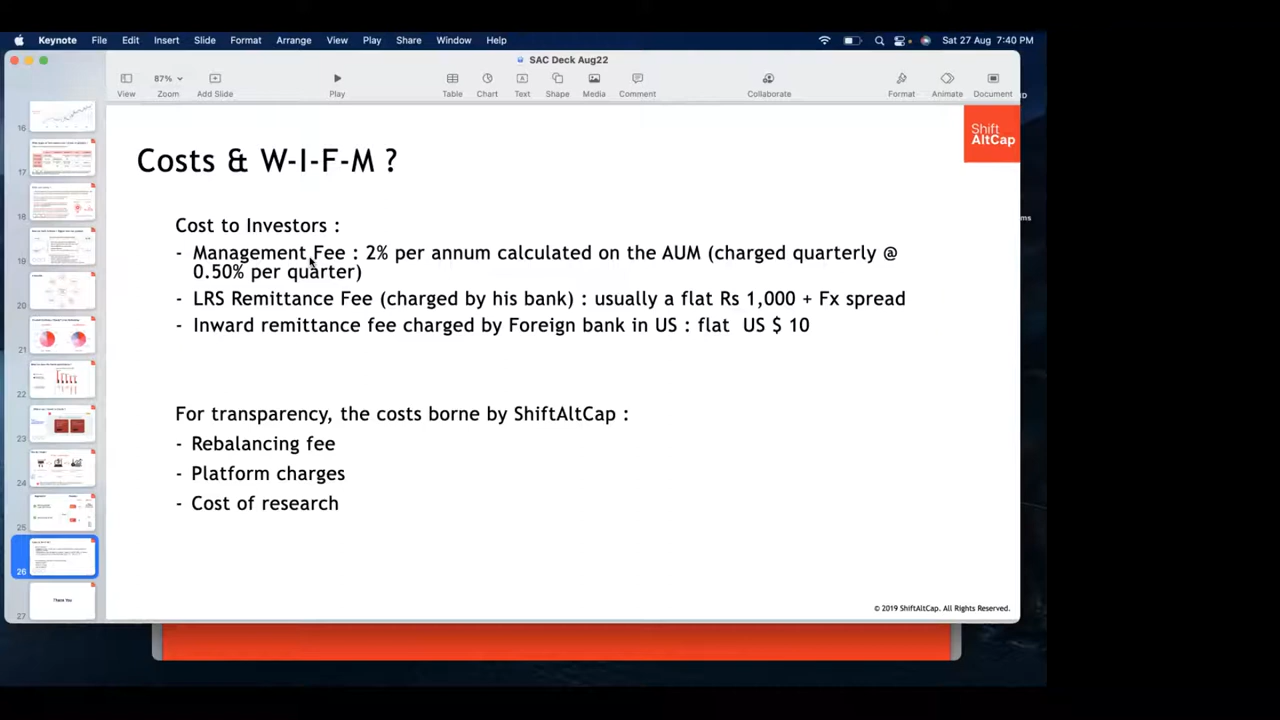 Keynote File Edit Insert Slide Format Arrange View Play Share Window Help Sat 27 Aug 7:40 PM
SAC Deck Aug22
87%
View Zoom Add Slide Play Table Chart Text Shape Media Comment Collaborate Format Animate Document
Shift
AltCap
Costs & W-I-F-M ?
Cost to Investors :
- Management Fee : 2% per annum calculated on the AUM (charged quarterly @
0.50% per quarter)
- LRS Remittance Fee (charged by his bank) : usually a flat Rs 1,000 + Fx spread
- Inward remittance fee charged by Foreign bank in US : flat US $ 10
For transparency, the costs borne by ShiftAltCap :
- Rebalancing fee
- Platform charges
- Cost of research
© 2019 ShiftAltCap. All Rights Reserved.
16
17
18
19
20
21
22
23
24
25
26
Thank You
27